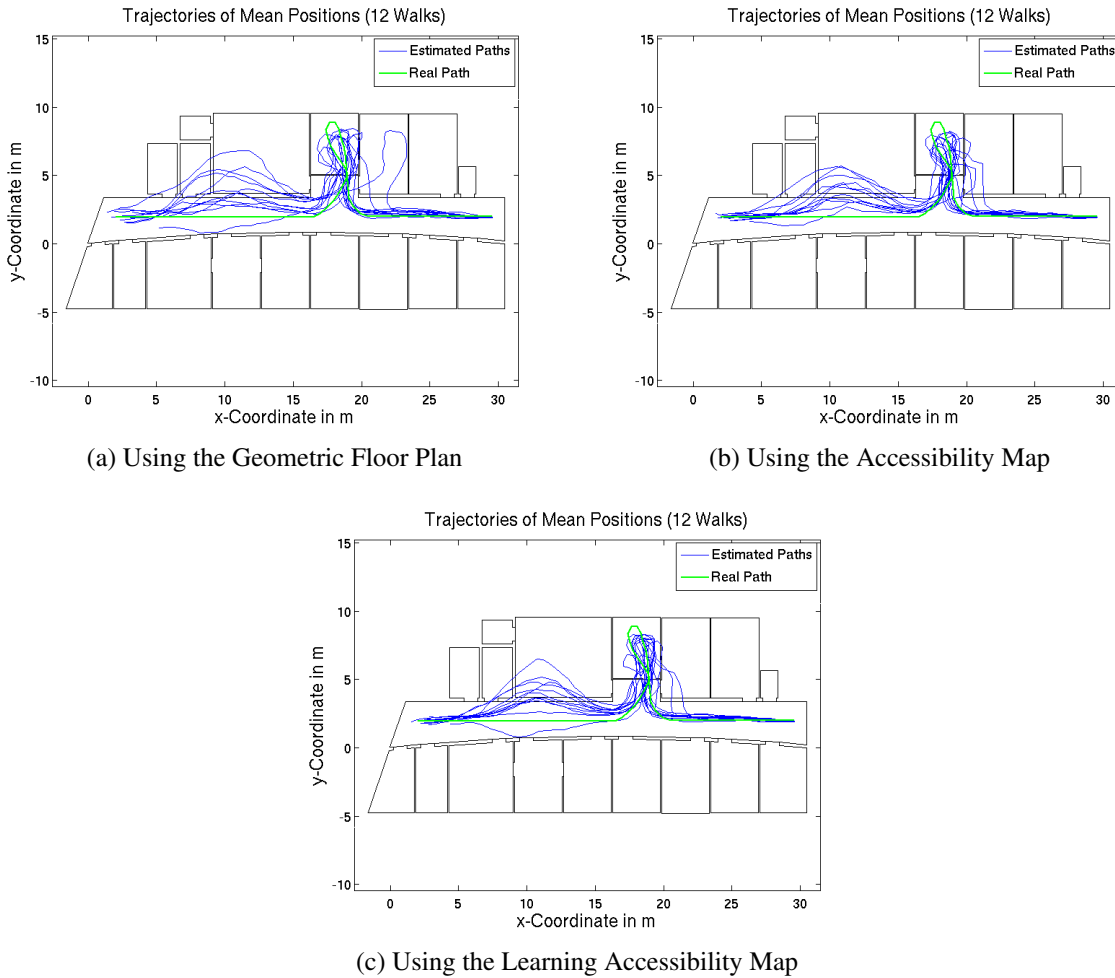 Trajectories of Mean Positions (12 Walks)
15
10
5
0
-5
-10
y-Coordinate in m
Estimated Paths
Real Path
0 5 10 15 20 25 30
x-Coordinate in m
(a) Using the Geometric Floor Plan
Trajectories of Mean Positions (12 Walks)
15
10
5
0
-5
-10
y-Coordinate in m
Estimated Paths
Real Path
0 5 10 15 20 25 30
x-Coordinate in m
(b) Using the Accessibility Map
Trajectories of Mean Positions (12 Walks)
15
10
5
0
-5
-10
y-Coordinate in m
Estimated Paths
Real Path
0 5 10 15 20 25 30
x-Coordinate in m
(c) Using the Learning Accessibility Map